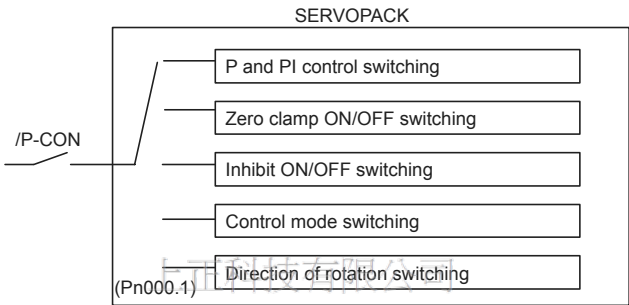 SERVOPACK
P and PI control switching
Zero clamp ON/OFF switching
/P-CON
Inhibit ON/OFF switching
Control mode switching
Direction of rotation switching
上正科技有限公司
(Pn000.1)